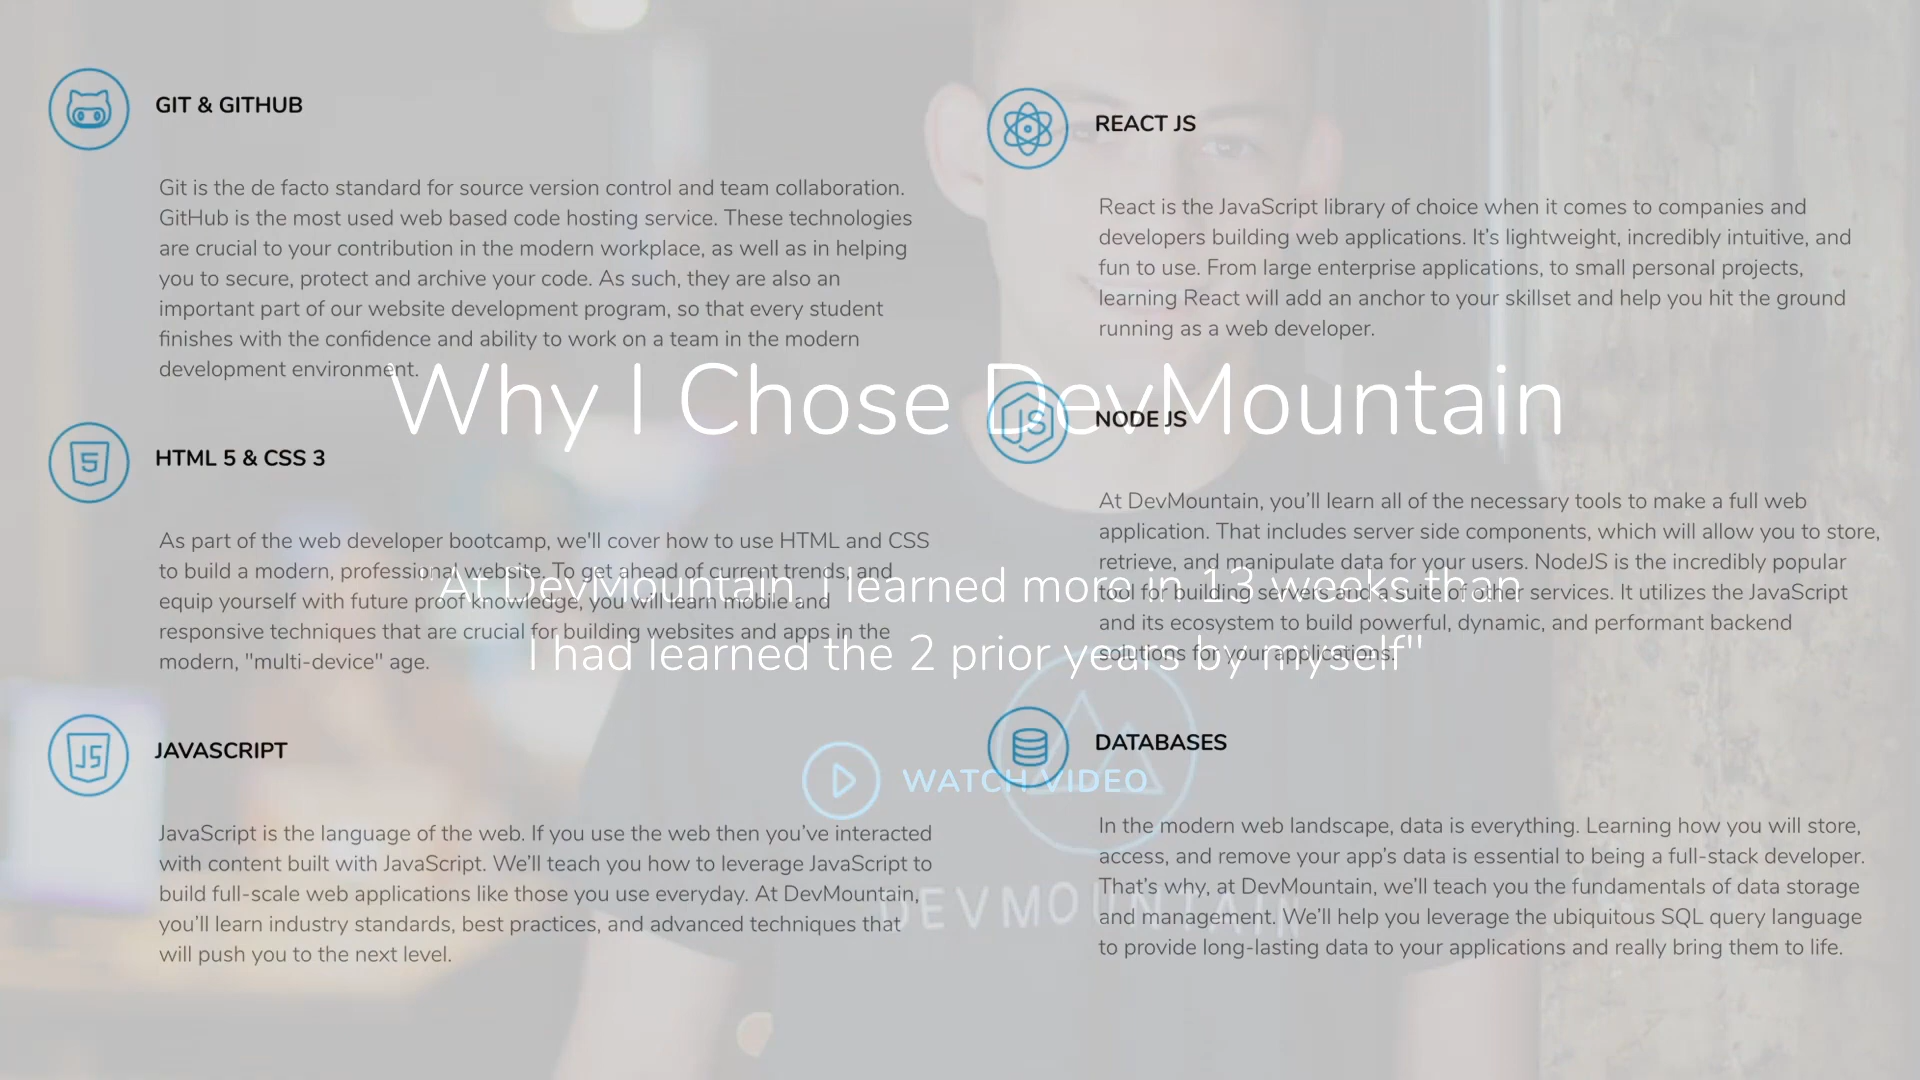 GIT & GITHUB
Git is the de facto standard for source version control and team collaboration.
GitHub is the most used web based code hosting service. These technologies
are crucial to your contribution in the modern workplace, as well as in helping
you to secure, protect and archive your code. As such, they are also an
important part of our website development program, so that every student
finishes with the confidence and ability to work on a team in the modern
development environment.
HTML 5 & CSS 3
As part of the web developer bootcamp, we'll cover how to use HTML and CSS
to build a modern, professional website. To get ahead of current trends, and
equip yourself with future proof knowledge, you will learn mobile and
responsive techniques that are crucial for building websites and apps in the
modern, "multi-device" age.
JAVASCRIPT
JavaScript is the language of the web. If you use the web then you've interacted
with content built with JavaScript. We'll teach you how to leverage JavaScript to
build full-scale web applications like those you use everyday. At DevMountain,
you'll learn industry standards, best practices, and advanced techniques that
will push you to the next level.
REACT JS
React is the JavaScript library of choice when it comes to companies and
developers building web applications. It's lightweight, incredibly intuitive, and
fun to use. From large enterprise applications, to small personal projects,
learning React will add an anchor to your skillset and help you hit the ground
running as a web developer.
NODE JS
At DevMountain, you'll learn all of the necessary tools to make a full web
application. That includes server side components, which will allow you to store,
retrieve, and manipulate data for your users. NodeJS is the incredibly popular
tool for building servers and a suite of other services. It utilizes the JavaScript
and its ecosystem to build powerful, dynamic, and performant backend
solutions for your applications.
DATABASES
In the modern web landscape, data is everything. Learning how you will store,
access, and remove your app's data is essential to being a full-stack developer.
That's why, at DevMountain, we'll teach you the fundamentals of data storage
and management. We'll help you leverage the ubiquitous SQL query language
to provide long-lasting data to your applications and really bring them to life.
Why I Chose DevMountain
"At DevMountain, I learned more in 13 weeks than
I had learned the 2 prior years by myself"
WATCH VIDEO
DEVMOUNTAIN
5
JS
JS